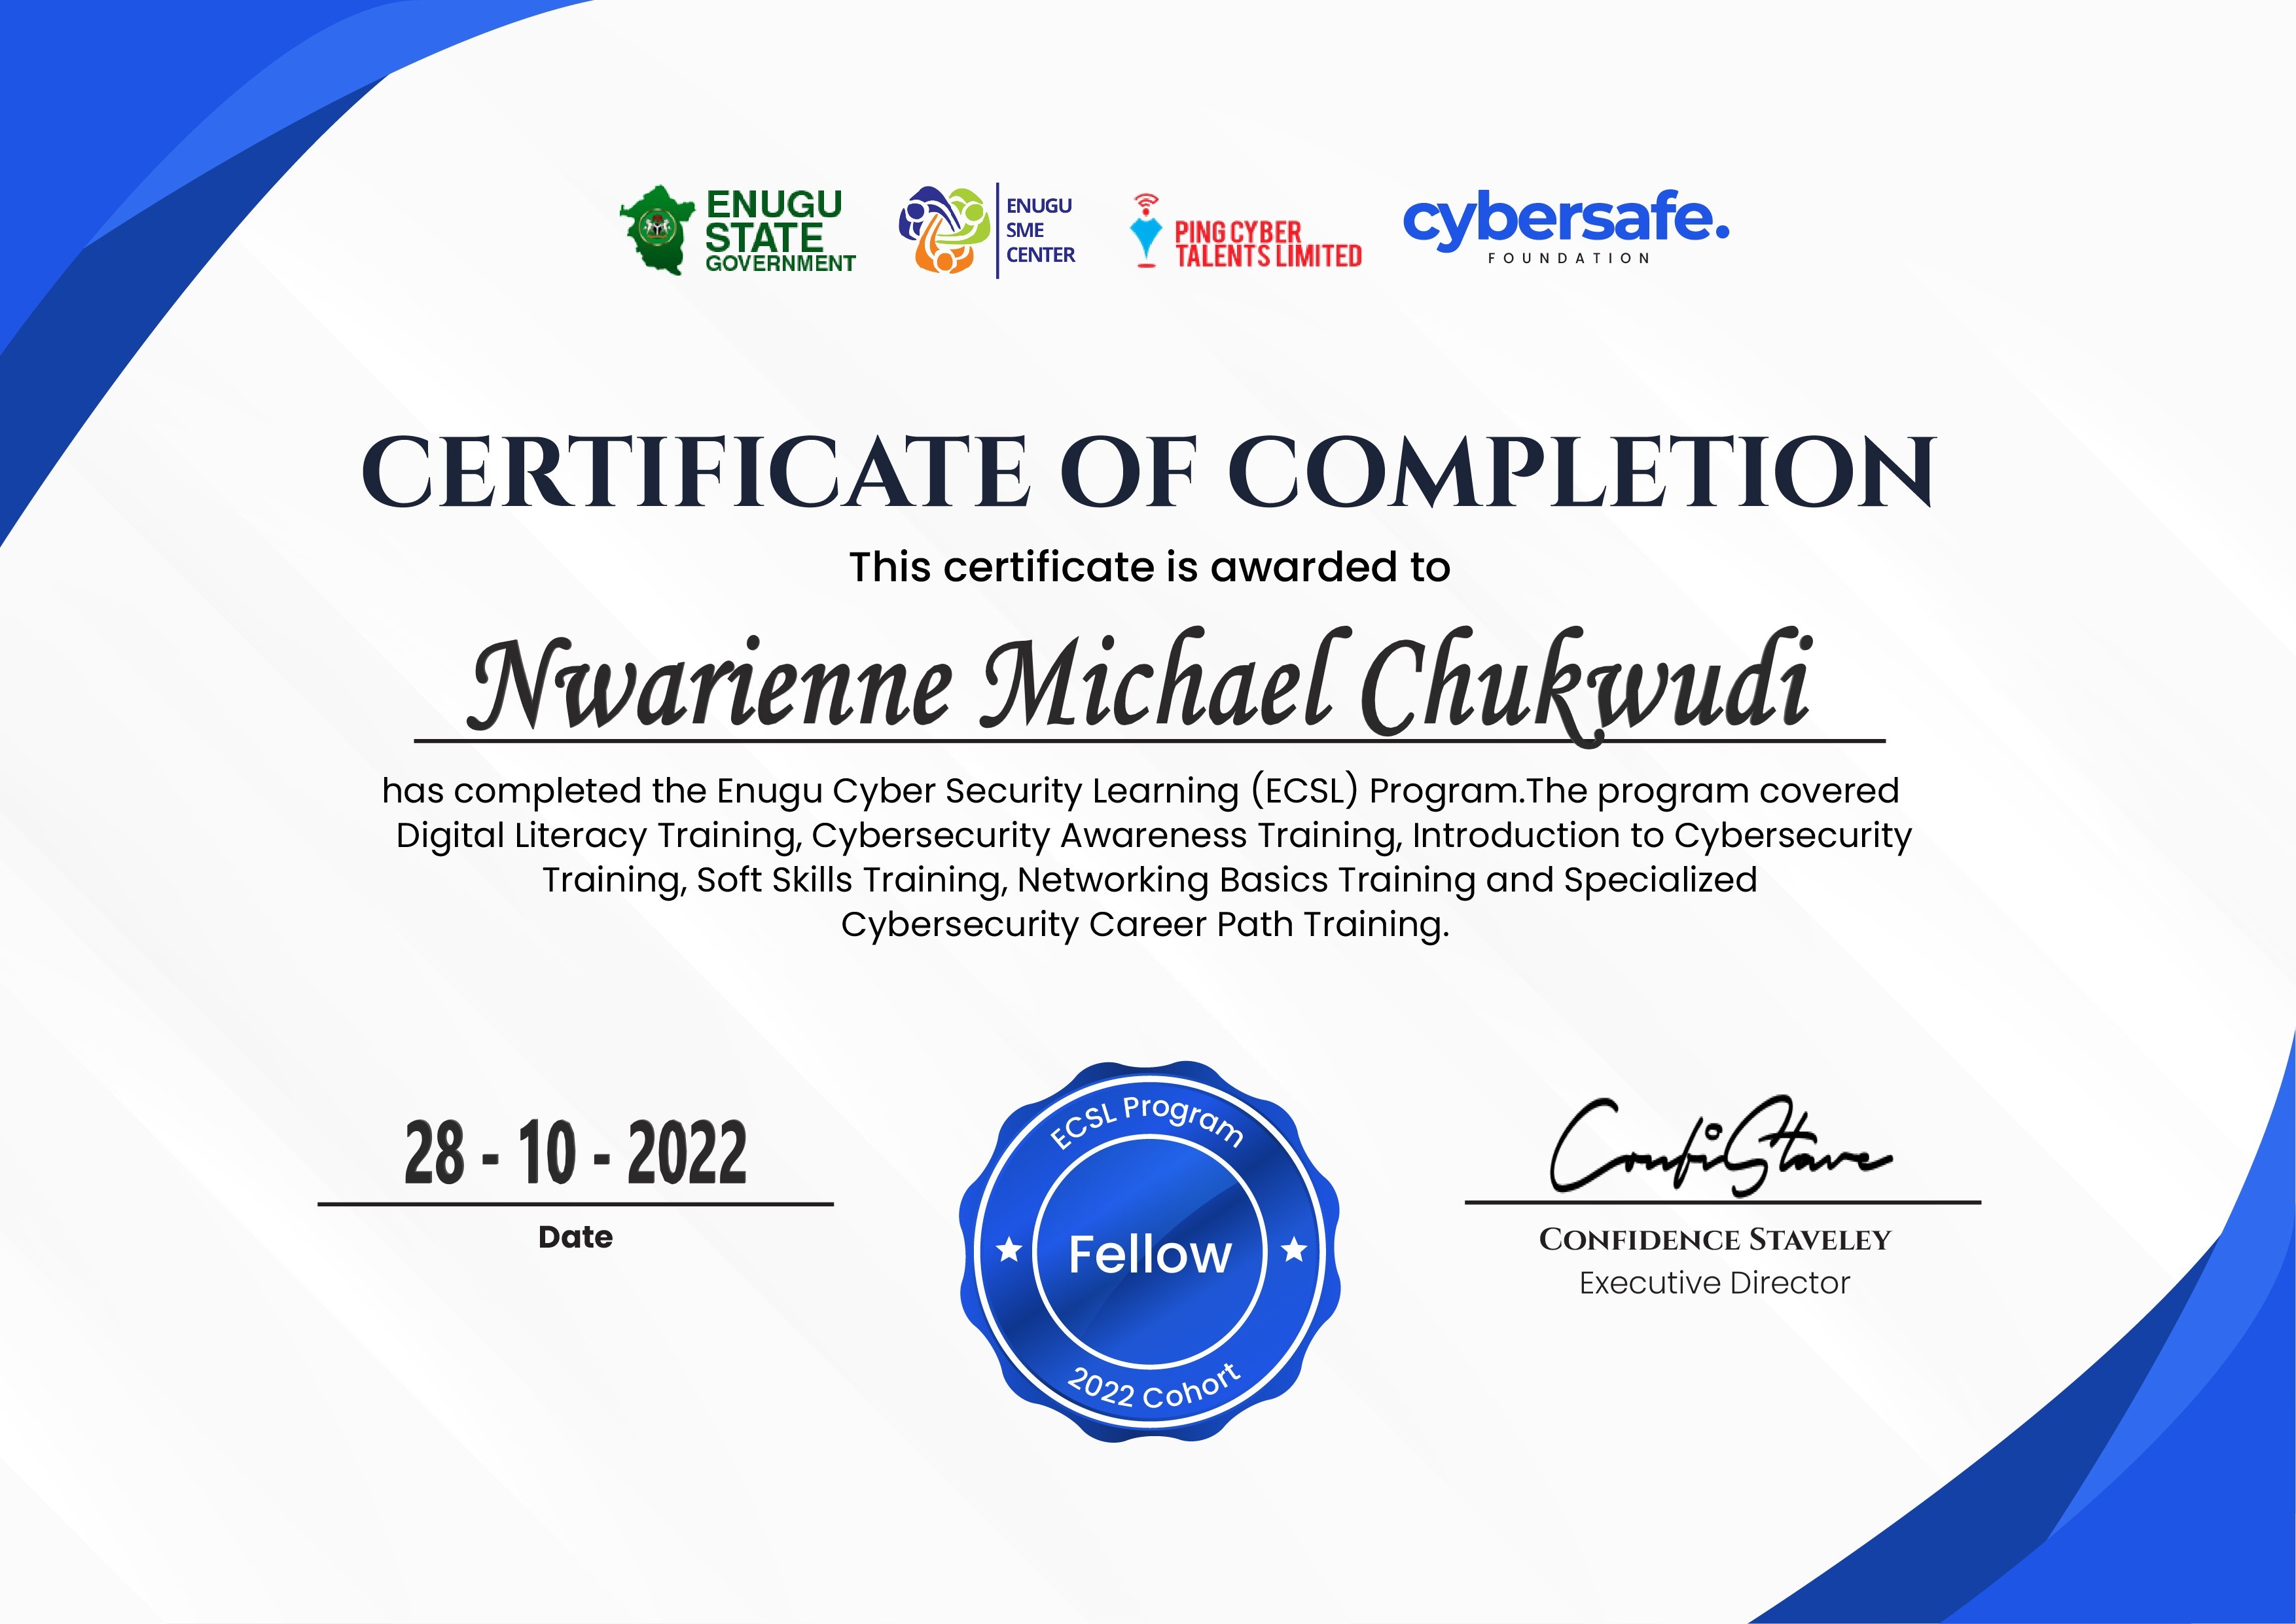 ENUGU
STATE
GOVERNMENT
ENUGU
SME
CENTER
PING CYBER
TALENTS LIMITED
cybersafe.
FOUNDATION
CERTIFICATE OF COMPLETION
This certificate is awarded to
Nwarienne Michael Chukwudi
has completed the Enugu Cyber Security Learning (ECSL) Program.The program covered
Digital Literacy Training, Cybersecurity Awareness Training, Introduction to Cybersecurity
Training, Soft Skills Training, Networking Basics Training and Specialized
Cybersecurity Career Path Training.
28 - 10 - 2022
Date
ECSL Program
Fellow
2022 Cohort
ConfiStave
CONFIDENCE STAVELEY
Executive Director